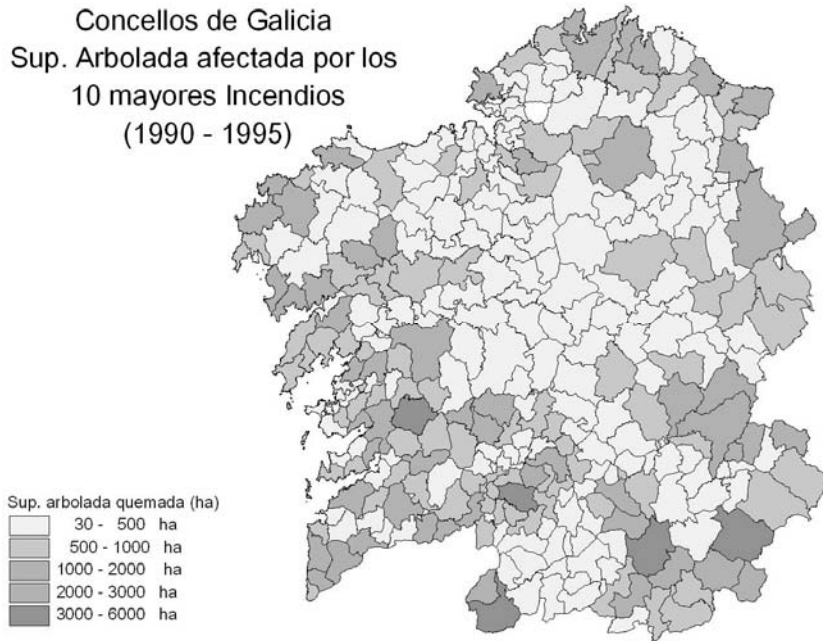 Concellos de Galicia
Sup. Arbolada afectada por los
10 mayores Incendios
(1990 - 1995)
Sup. arbolada quemada (ha)
30 - 500 ha
500 - 1000 ha
1000 - 2000 ha
2000 - 3000 ha
3000 - 6000 ha